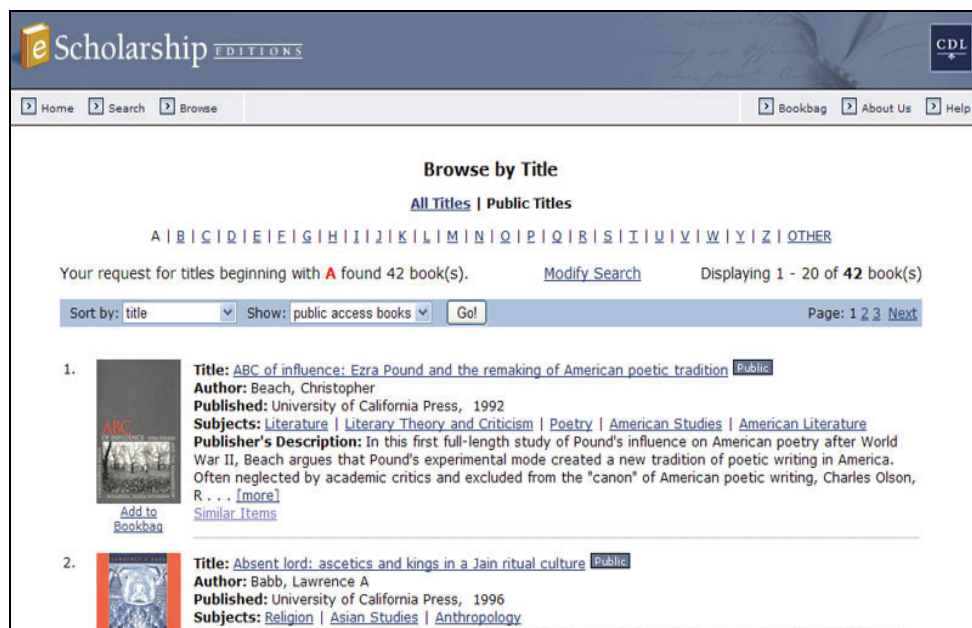 e Scholarship EDITIONS
CDL
Home Search Browse Bookbag About Us Help
Browse by Title
All Titles | Public Titles
A | B | C | D | E | F | G | H | I | J | K | L | M | N | O | P | Q | R | S | T | U | V | W | Y | Z | OTHER
Your request for titles beginning with A found 42 book(s). Modify Search Displaying 1 - 20 of 42 book(s)
Sort by: title Show: public access books Go! Page: 1 2 3 Next
1.
ABC
OF INFLUENCE
Title: ABC of influence: Ezra Pound and the remaking of American poetic tradition Public
Author: Beach, Christopher
Published: University of California Press, 1992
Subjects: Literature | Literary Theory and Criticism | Poetry | American Studies | American Literature
Publisher's Description: In this first full-length study of Pound's influence on American poetry after World
War II, Beach argues that Pound's experimental mode created a new tradition of poetic writing in America.
Often neglected by academic critics and excluded from the "canon" of American poetic writing, Charles Olson,
R . . . [more]
Similar Items
Add to
Bookbag
2.
Title: Absent lord: ascetics and kings in a Jain ritual culture Public
Author: Babb, Lawrence A
Published: University of California Press, 1996
Subjects: Religion | Asian Studies | Anthropology